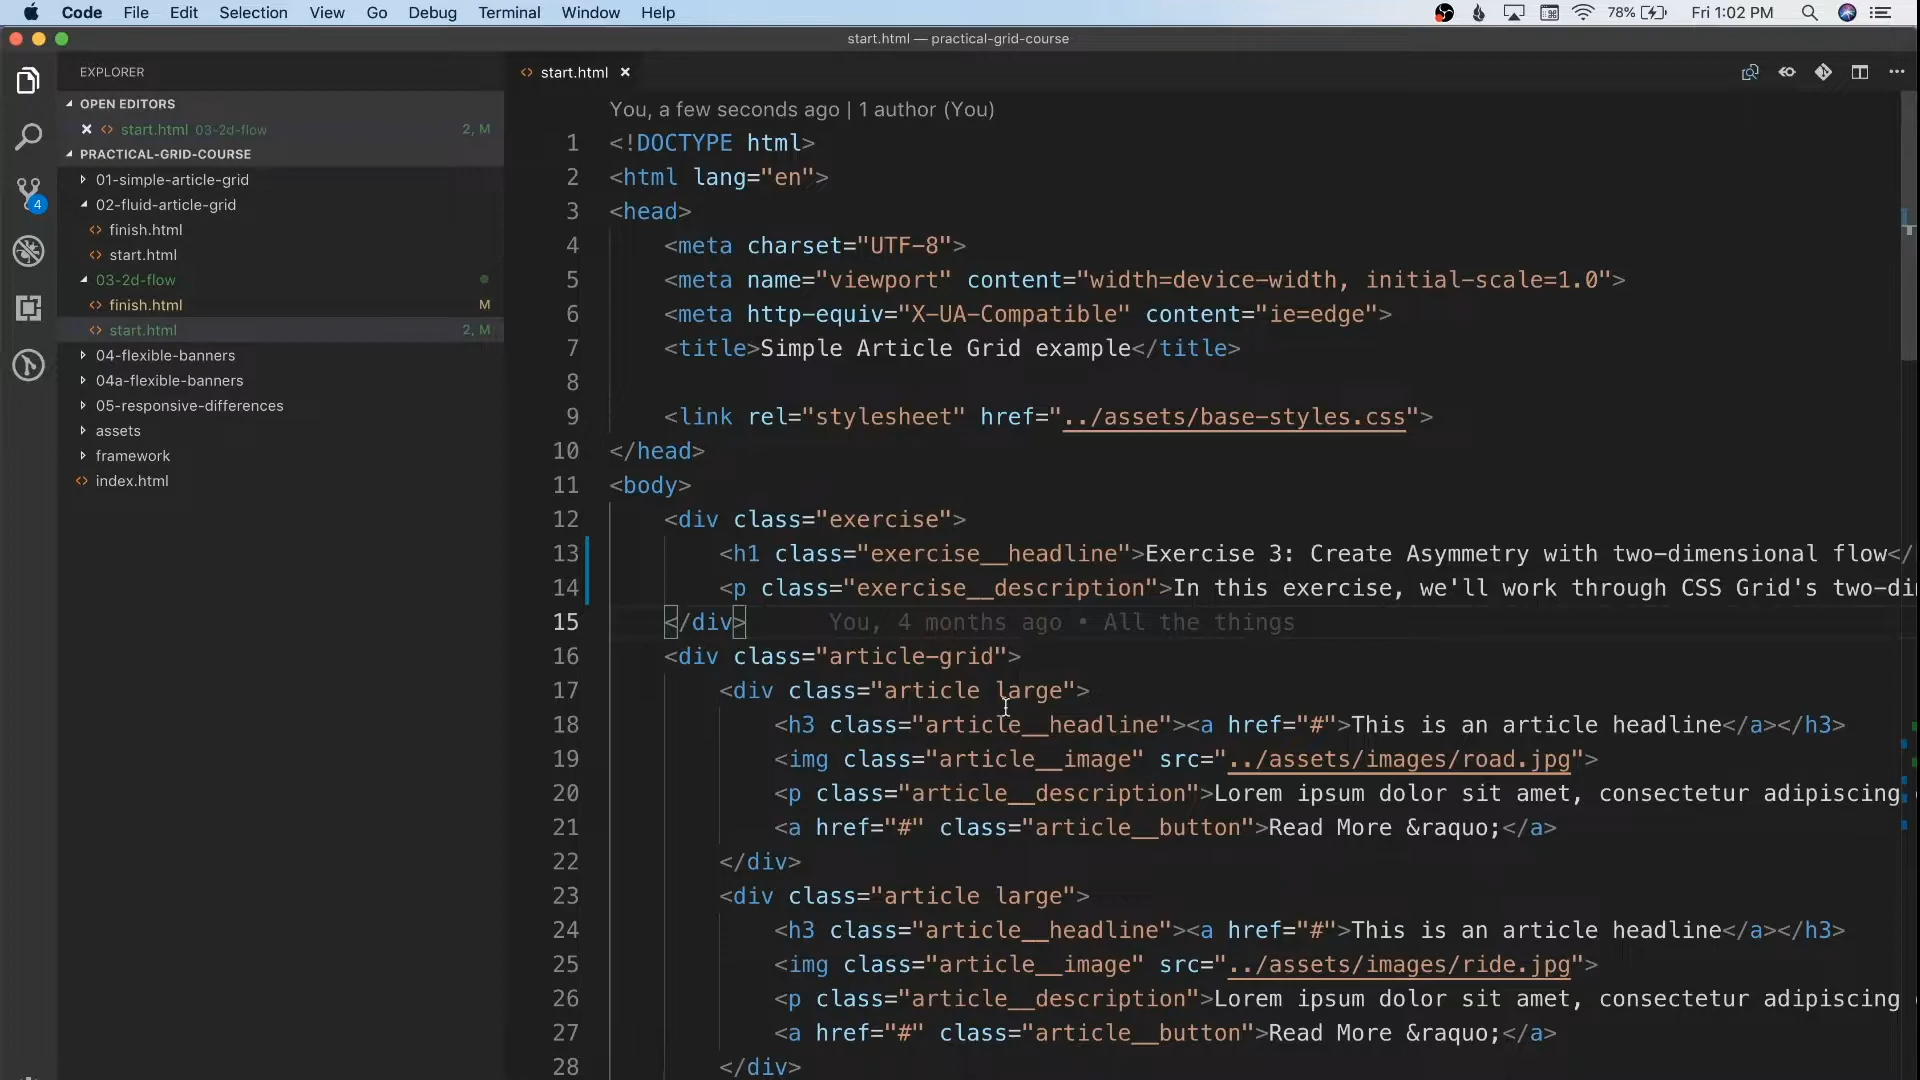 Code File Edit Selection View Go Debug Terminal Window Help 78% Fri 1:02 PM
start.html — practical-grid-course
EXPLORER
OPEN EDITORS
start.html 03-2d-flow 2, M
PRACTICAL-GRID-COURSE
01-simple-article-grid
02-fluid-article-grid
finish.html
start.html
03-2d-flow
finish.html M
start.html 2, M
04-flexible-banners
04a-flexible-banners
05-responsive-differences
assets
framework
index.html
4
start.html
You, a few seconds ago | 1 author (You)
1 <!DOCTYPE html>
2 <html lang="en">
3 <head>
4 <meta charset="UTF-8">
5 <meta name="viewport" content="width=device-width, initial-scale=1.0">
6 <meta http-equiv="X-UA-Compatible" content="ie=edge">
7 <title>Simple Article Grid example</title>
8
9 <link rel="stylesheet" href="../assets/base-styles.css">
10 </head>
11 <body>
12 <div class="exercise">
13 <h1 class="exercise__headline">Exercise 3: Create Asymmetry with two-dimensional flow</
14 <p class="exercise__description">In this exercise, we'll work through CSS Grid's two-di
15 </div> You, 4 months ago • All the things
16 <div class="article-grid">
17 <div class="article large">
18 <h3 class="article__headline"><a href="#">This is an article headline</a></h3>
19 <img class="article__image" src="../assets/images/road.jpg">
20 <p class="article__description">Lorem ipsum dolor sit amet, consectetur adipiscing
21 <a href="#" class="article__button">Read More &raquo;</a>
22 </div>
23 <div class="article large">
24 <h3 class="article__headline"><a href="#">This is an article headline</a></h3>
25 <img class="article__image" src="../assets/images/ride.jpg">
26 <p class="article__description">Lorem ipsum dolor sit amet, consectetur adipiscing
27 <a href="#" class="article__button">Read More &raquo;</a>
28 </div>